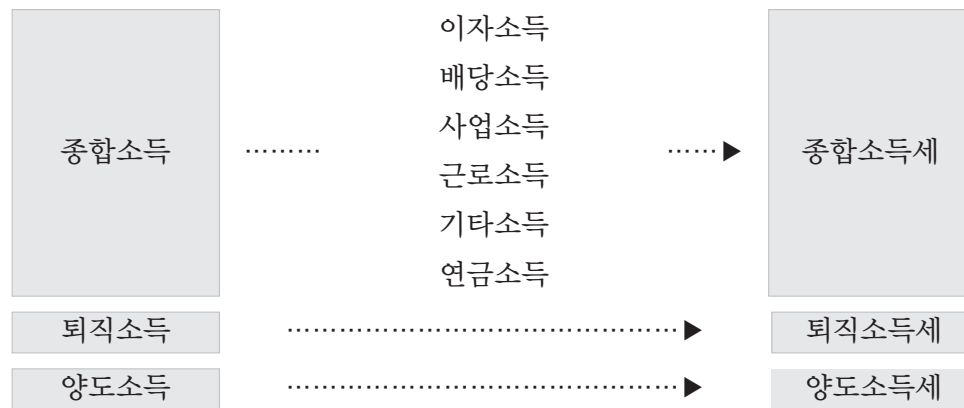 이자소득
배당소득
사업소득
종합소득 ……… ……▶ 종합소득세
근로소득
기타소득
연금소득
퇴직소득 ………………………………………▶ 퇴직소득세
양도소득 ………………………………………▶ 양도소득세